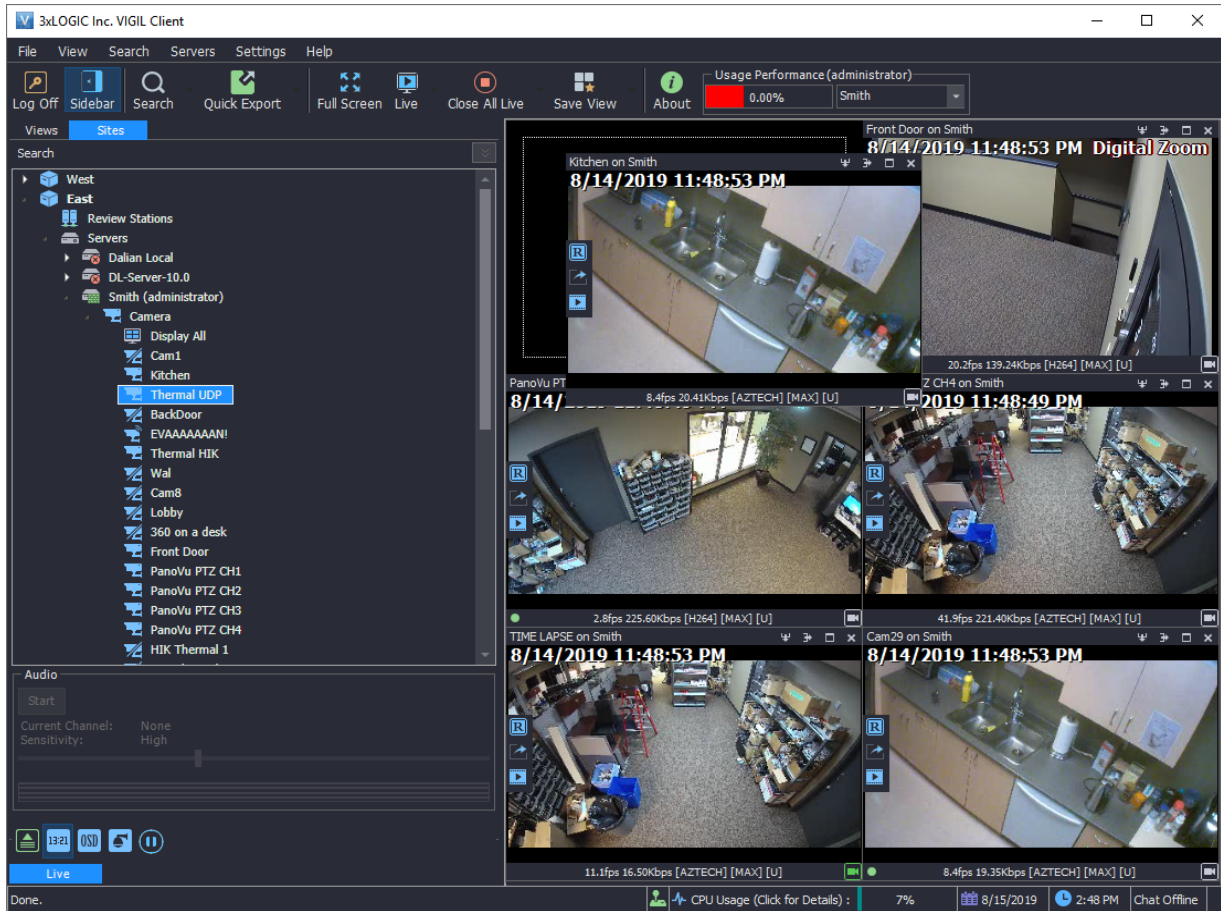 3xLOGIC Inc. VIGIL Client
File View Search Servers Settings Help
Log Off Sidebar Search Quick Export Full Screen Live Close All Live Save View About
Usage Performance (administrator)
0.00% Smith
Views Sites
Search
West
East
Review Stations
Servers
Dalian Local
DL-Server-10.0
Smith (administrator)
Camera
Display All
Cam1
Kitchen
Thermal UDP
BackDoor
EVAAAAAAN!
Thermal HIK
Wal
Cam8
Lobby
360 on a desk
Front Door
PanoVu PTZ CH1
PanoVu PTZ CH2
PanoVu PTZ CH3
PanoVu PTZ CH4
HIK Thermal 1
Audio
Start
Current Channel: None
Sensitivity: High
13:21 OSD
Live
Kitchen on Smith
8/14/2019 11:48:53 PM
R
8.4fps 20.41Kbps [AZTECH] [MAX] [U]
Front Door on Smith
8/14/2019 11:48:53 PM Digital Zoom
20.2fps 139.24Kbps [H264] [MAX] [U]
PanoVu PT
8/14/
R
2.8fps 225.60Kbps [H264] [MAX] [U]
Z CH4 on Smith
2019 11:48:49 PM
R
41.9fps 221.40Kbps [AZTECH] [MAX] [U]
TIME LAPSE on Smith
8/14/2019 11:48:53 PM
R
11.1fps 16.50Kbps [AZTECH] [MAX] [U]
Cam29 on Smith
8/14/2019 11:48:53 PM
R
8.4fps 19.35Kbps [AZTECH] [MAX] [U]
Done. CPU Usage (Click for Details) : 7% 8/15/2019 2:48 PM Chat Offline